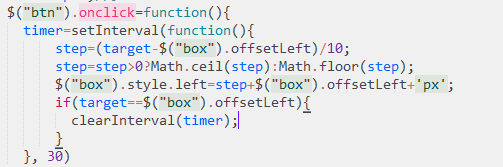 $("btn").onclick=function(){
timer=setInterval(function(){
step=(target-$("box").offsetLeft)/10;
step=step>0?Math.ceil(step):Math.floor(step);
$("box").style.left=step+$("box").offsetLeft+'px';
if(target==$("box").offsetLeft){
clearInterval(timer);
}
}, 30)